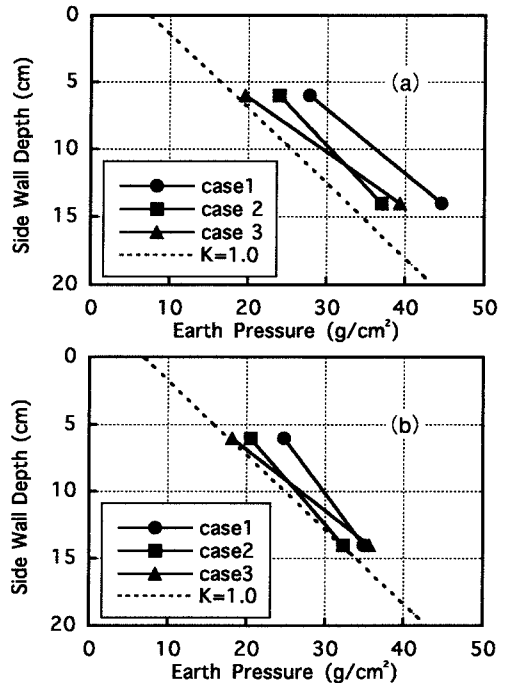 0
10
20
30
40
50
0
5
10
15
20
Side Wall Depth (cm)
Earth Pressure (g/cm²)
(a)
case1
case 2
case 3
K=1.0
0
10
20
30
40
50
0
5
10
15
20
Side Wall Depth (cm)
Earth Pressure (g/cm²)
(b)
case1
case2
case3
K=1.0